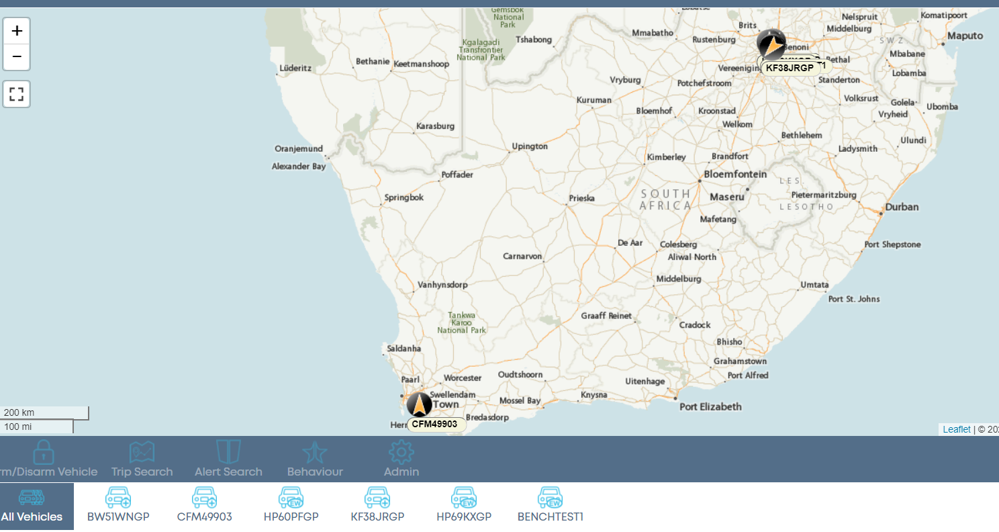 Gemsbok
National
Park
Nelspruit
Komatipoort
Brits
Middelburg
Mmabatho
Maputo
Tshabong
Rustenburg
SWZ.
Kgalagadi
Transfrontier
National Park
Benoni
Mbabane
Bethanie
Keetmanshoop
Bethal
Lüderitz
KF38JRGP
T1
Lobamba
Vryburg
Potchefstroom
Standerton
Kuruman
Volksrust
Golela
Ubomba
Bloemhof
Kroonstad
Vryheid
Karasburg
Welkom
Bethlehem
Ulundi
Oranjemund
Upington
Ladysmith
Kimberley
Brandfort
Alexander Bay
Poffader
Bloemfontein
LES.
SOUTH
AFRICA
Springbok
Prieska
Maseru
Pietermaritzburg
LESOTHO
Durban
Mafetang
De Aar
Colesberg
Port Shepstone
Carnarvon
Aliwal North
Middelburg
Vanhynsdorp
Umtata
Port St. Johns
Tankwa
Karoo
National Park
Graaff Reinet
Cradock
Saldanha
Bhisho
Grahamstown
Paarl
Worcester
Oudtshoorn
Uitenhage
Port Alfred
Swellendam
Knysna
Town
Mossel Bay
Port Elizabeth
Bredasdorp
CFM49903
+
−
200 km
100 mi
Leaflet | © 202
rm/Disarm Vehicle
Trip Search
Alert Search
Behaviour
Admin
EW
EW
EW
All Vehicles
BW51WNGP
CFM49903
HP60PFGP
KF38JRGP
HP69KXGP
BENCHTEST1